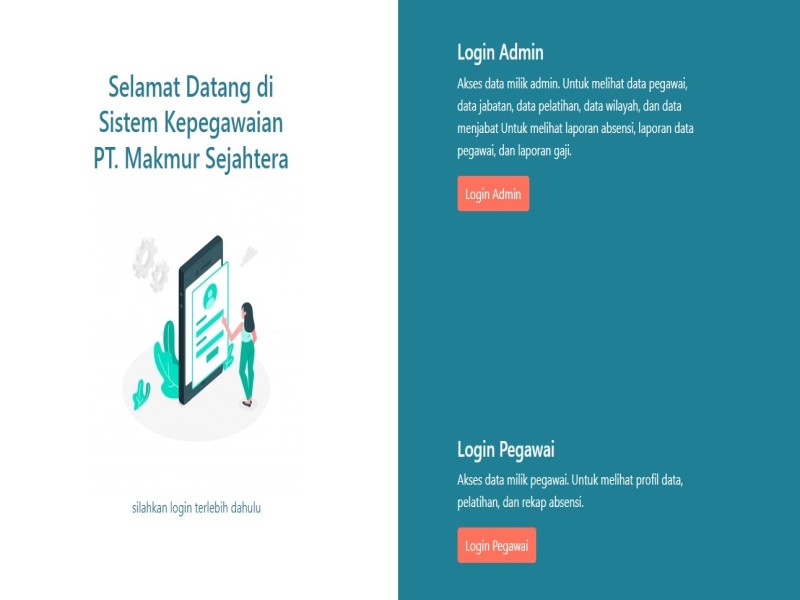 Selamat Datang di
Sistem Kepegawaian
PT. Makmur Sejahtera
silahkan login terlebih dahulu
Login Admin
Akses data milik admin. Untuk melihat data pegawai,
data jabatan, data pelatihan, data wilayah, dan data
menjabat Untuk melihat laporan absensi, laporan data
pegawai, dan laporan gaji.
Login Admin
Login Pegawai
Akses data milik pegawai. Untuk melihat profil data,
pelatihan, dan rekap absensi.
Login Pegawai